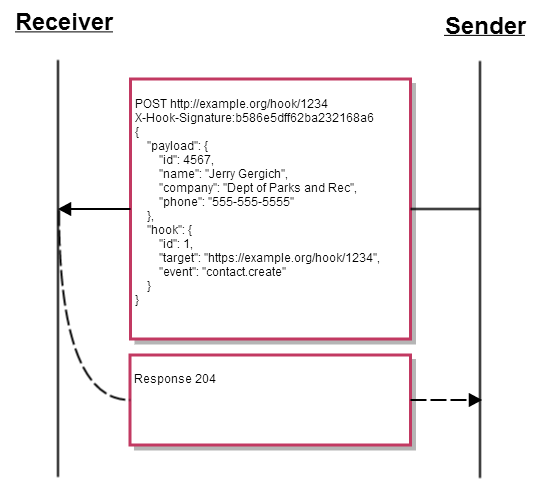 Receiver
Sender
POST http://example.org/hook/1234
X-Hook-Signature:b586e5dff62ba232168a6
{
"payload": {
"id": 4567,
"name": "Jerry Gergich",
"company": "Dept of Parks and Rec",
"phone": "555-555-5555"
},
"hook": {
"id": 1,
"target": "https://example.org/hook/1234",
"event": "contact.create"
}
}
Response 204